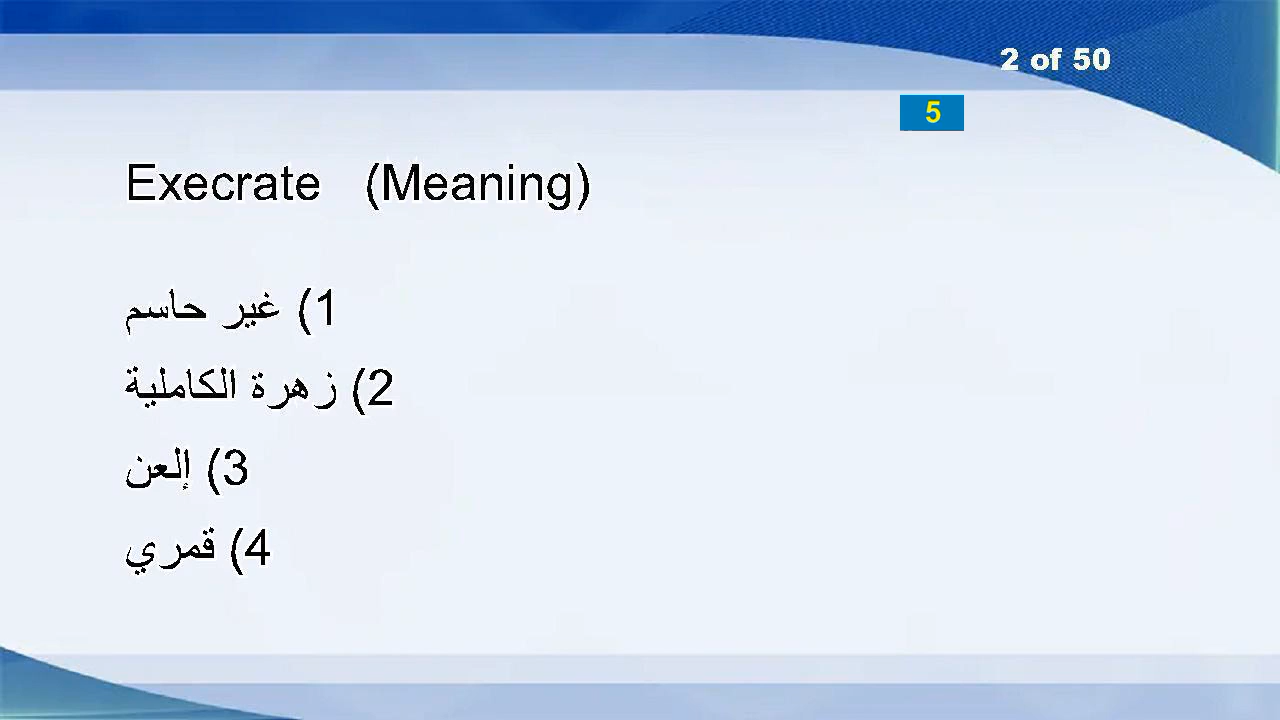 2 of 50
5
Execrate (Meaning)
1) غير حاسم
2) زهرة الكاملية
3) إلعن
4) قمري